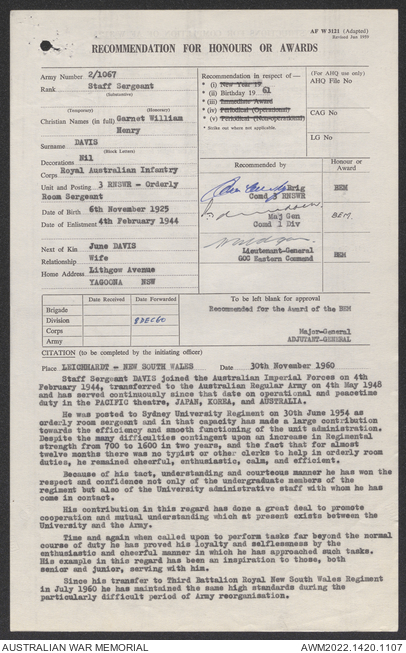 AF W 3121 (Adapted)
Revised Jun 1959
RECOMMENDATION FOR HONOURS OR AWARDS
Army Number 2/1067
Rank Staff Sergeant
(Substantive)
(Temporary) (Honorary)
Christian Names (in full) Garnet William
Henry
Surname DAVIS
(Block Letters)
Decorations Nil
Corps Royal Australian Infantry
Unit and Posting 3 RNSWR - Orderly
Room Sergeant
Date of Birth 6th November 1925
Date of Enlistment 4th February 1944
Next of Kin June DAVIS
Relationship Wife
Home Address Lithgow Avenue
YAGOONA NSW
Recommendation in respect of—
* (i) New Year 19
* (ii) Birthday 19 61
* (iii) Immediate Award
* (iv) Periodical (Operational)
* (v) Periodical (Non-operational)
* Strike out where not applicable.
(For AHQ use only)
AHQ File No
CAG No
LG No
Recommended by
Honour or
Award
Brig
Comd 3 RNSWR
BEM
Maj Gen
Comd 1 Div
BEM.
Lieutenant-General
GOC Eastern Command
BEM
Date Received Date Forwarded
Brigade
Division 8 DEC 60
Corps
Army
To be left blank for approval
Recommended for the Award of the BEM
Major-General
ADJUTANT-GENERAL
CITATION (to be completed by the initiating officer)
Place LEICHHARDT - NEW SOUTH WALES Date 30th November 1960
Staff Sergeant DAVIS joined the Australian Imperial Forces on 4th
February 1944, transferred to the Australian Regular Army on 4th May 1948
and has served continuously since that date on operational and peacetime
duty in the PACIFIC theatre, JAPAN, KOREA, and AUSTRALIA.
He was posted to Sydney University Regiment on 30th June 1954 as
orderly room sergeant and in that capacity has made a large contribution
towards the efficiency and smooth functioning of the unit administration.
Despite the many difficulties contingent upon an increase in Regimental
strength from 700 to 1600 in two years, and the fact that for almost
twelve months there was no typist or other clerks to help in orderly room
duties, he remained cheerful, enthusiastic, calm, and efficient.
Because of his tact, understanding and courteous manner he has won the
respect and confidence not only of the undergraduate members of the
regiment but also of the University administrative staff with whom he has
come in contact.
His contribution in this regard has done a great deal to promote
cooperation and mutual understanding which at present exists between the
University and the Army.
Time and again when called upon to perform tasks far beyond the normal
course of duty he has proved his loyalty and selflessness by the
enthusiastic and cheerful manner in which he has approached such tasks.
His example in this regard has been an inspiration to those, both
senior and junior, serving with him.
Since his transfer to Third Battalion Royal New South Wales Regiment
in July 1960 he has maintained the same high standards during the
particularly difficult period of Army reorganisation.
AUSTRALIAN WAR MEMORIAL
AWM2022.1420.1107